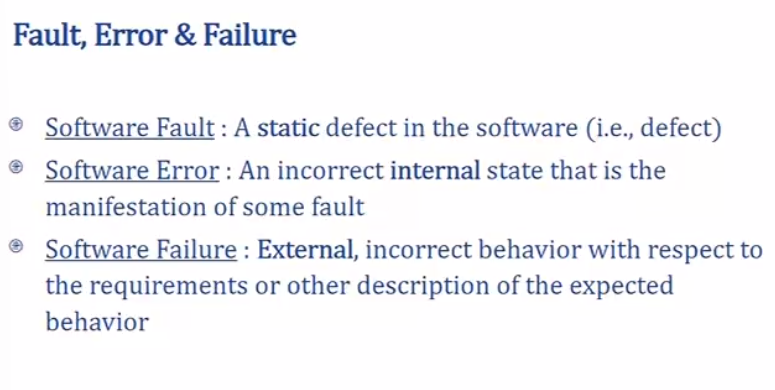 Fault, Error & Failure
Software Fault : A static defect in the software (i.e., defect)
Software Error : An incorrect internal state that is the
manifestation of some fault
Software Failure : External, incorrect behavior with respect to
the requirements or other description of the expected
behavior